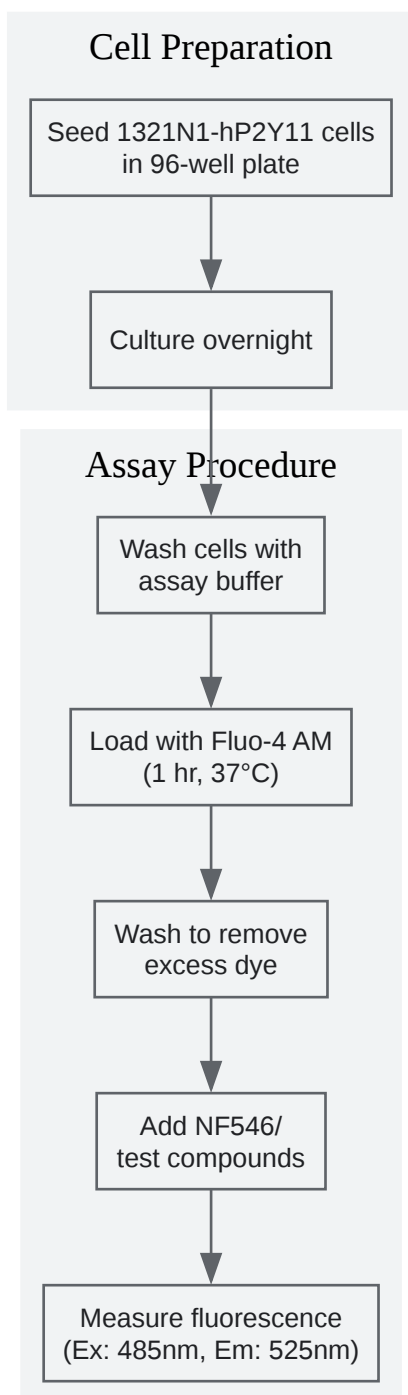 Cell Preparation
Seed 1321N1-hP2Y11 cells
in 96-well plate
Culture overnight
Assay Procedure
Wash cells with
assay buffer
Load with Fluo-4 AM
(1 hr, 37°C)
Wash to remove
excess dye
Add NF546/
test compounds
Measure fluorescence
(Ex: 485nm, Em: 525nm)